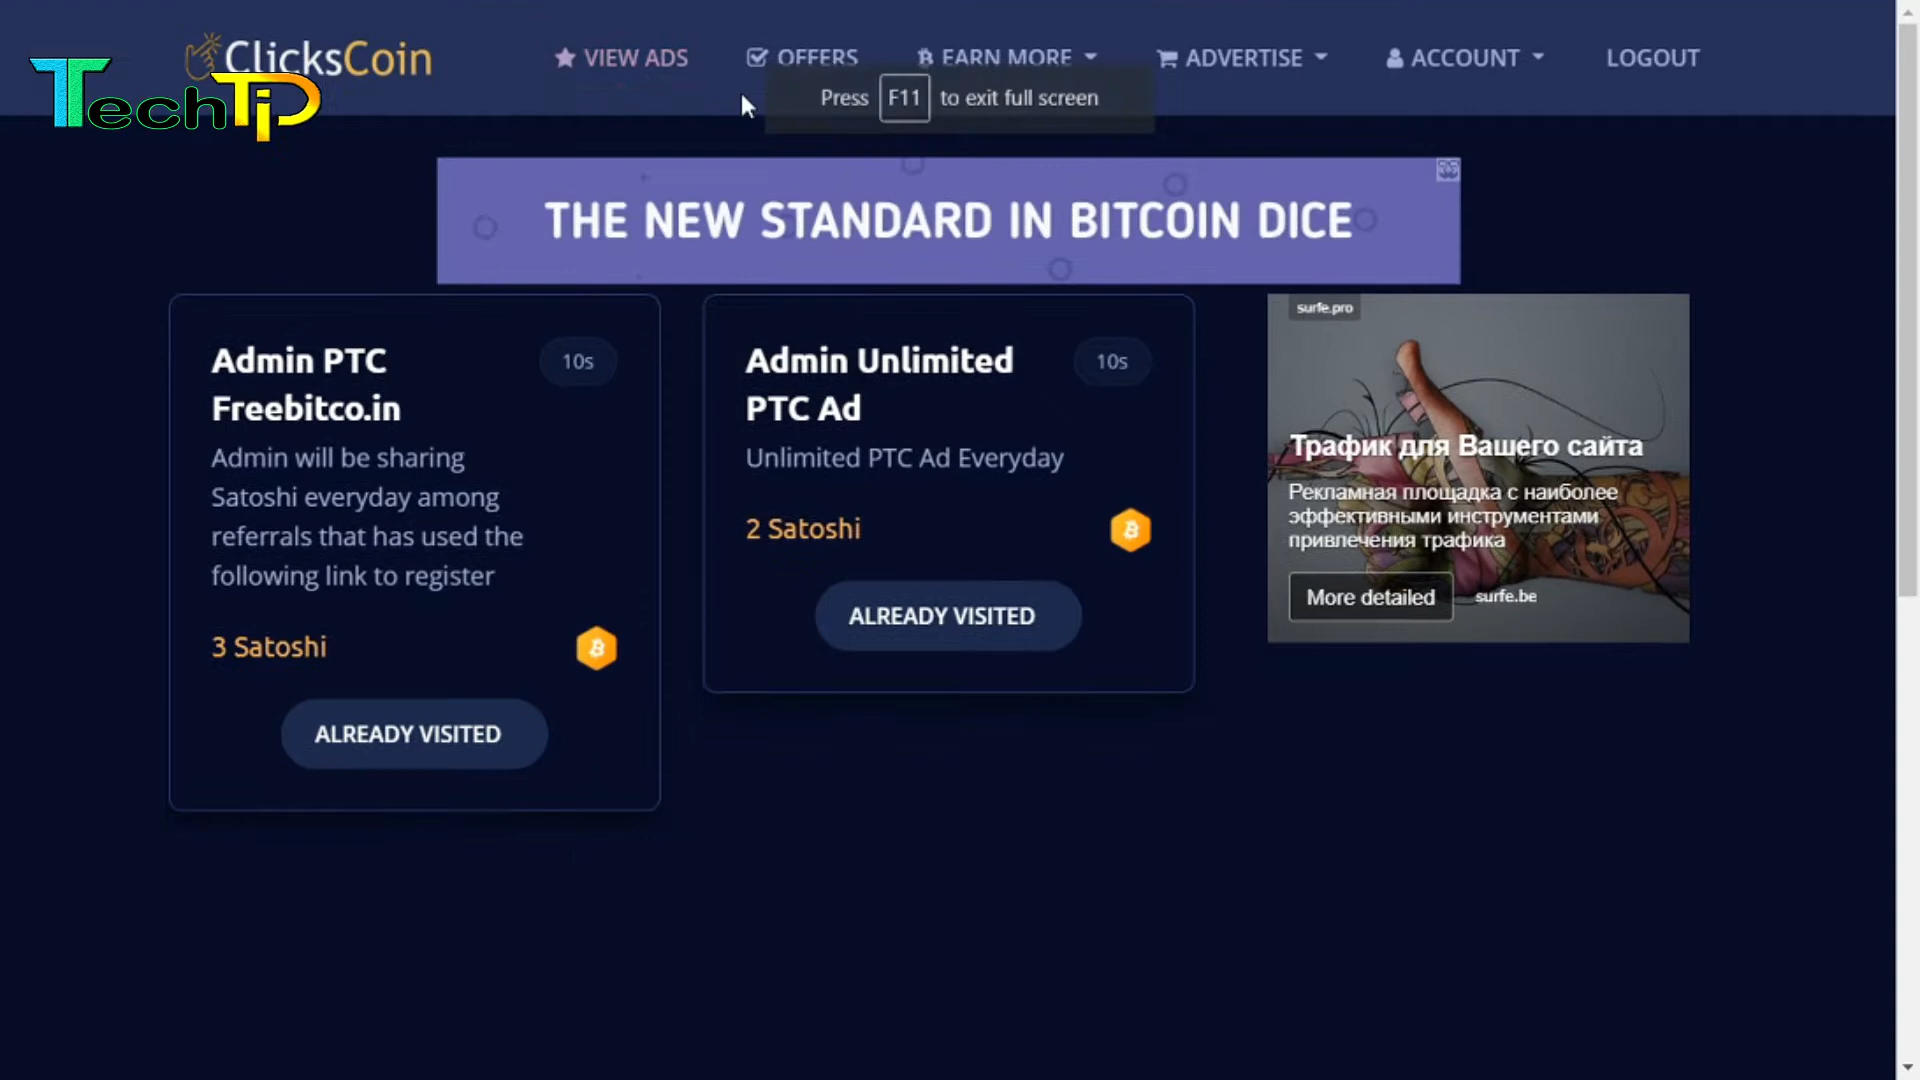 ClicksCoin
TechTip
VIEW ADS
OFFERS
EARN MORE
ADVERTISE
ACCOUNT
LOGOUT
Press F11 to exit full screen
THE NEW STANDARD IN BITCOIN DICE
Admin PTC
Freebitco.in
10s
Admin will be sharing
Satoshi everyday among
referrals that has used the
following link to register
3 Satoshi
ALREADY VISITED
Admin Unlimited
PTC Ad
10s
Unlimited PTC Ad Everyday
2 Satoshi
ALREADY VISITED
surfe.pro
Трафик для Вашего сайта
Рекламная площадка с наиболее
эффективными инструментами
привлечения трафика
More detailed
surfe.be